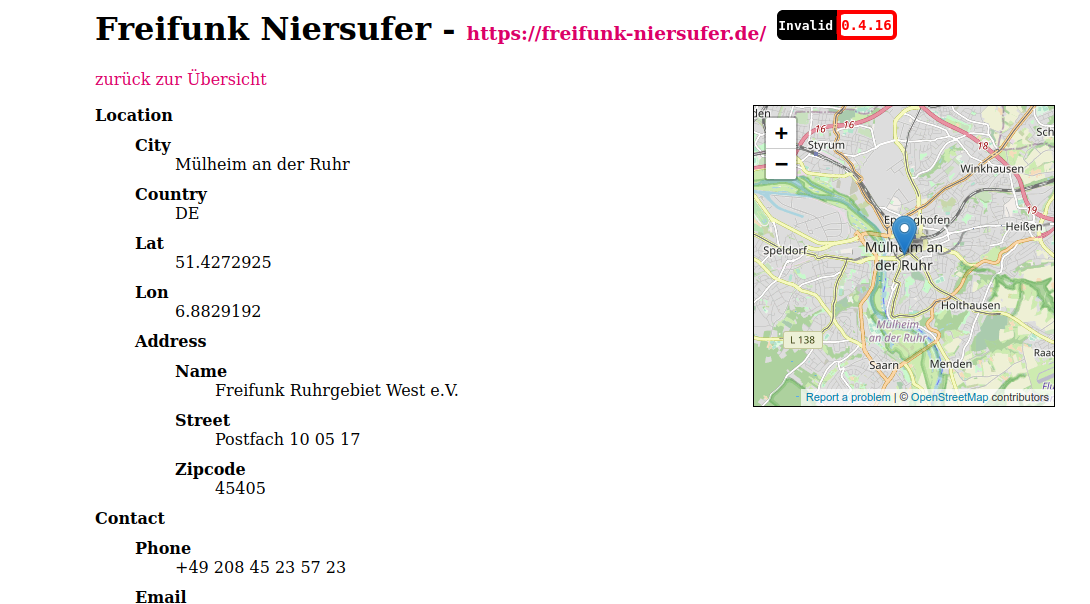 Freifunk Niersufer - https://freifunk-niersufer.de/ Invalid 0.4.16
zurück zur Übersicht
Location
City
Mülheim an der Ruhr
Country
DE
Lat
51.4272925
Lon
6.8829192
Address
Name
Freifunk Ruhrgebiet West e.V.
Street
Postfach 10 05 17
Zipcode
45405
Contact
Phone
+49 208 45 23 57 23
Email
+
−
den
16
16
Styrum
18
Sch
Winkhausen
19
Heißen
Speldorf
Mülheim an
der Ruhr
Holthausen
Mülheim
an der Ruhr
L 138
Saarn
Menden
Raad
Report a problem | © OpenStreetMap contributors